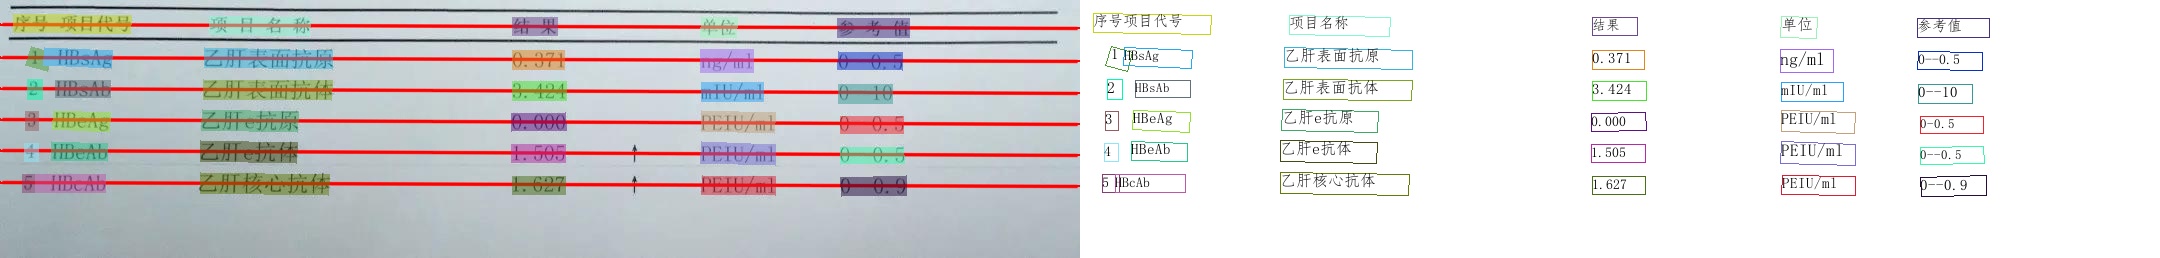 序号 项目代号 项目名称 结果 单位 参考值
1 HBsAg 乙肝表面抗原 0.371 ng/ml 0 0.5
2 HBsAb 乙肝表面抗体 3.424 mIU/ml 0 10
3 HBeAg 乙肝e抗原 0.000 PEIU/ml 0 0.5
4 HBeAb 乙肝e抗体 1.505 ↑ PEIU/ml 0 0.5
5 HBcAb 乙肝核心抗体 1.627 ↑ PEIU/ml 0 0.9
序号项目代号 项目名称 结果 单位 参考值
1 HBsAg 乙肝表面抗原 0.371 ng/ml 0--0.5
2 HBsAb 乙肝表面抗体 3.424 mIU/ml 0--10
3 HBeAg 乙肝e抗原 0.000 PEIU/ml 0-0.5
4 HBeAb 乙肝e抗体 1.505 PEIU/ml 0--0.5
5 HBcAb 乙肝核心抗体 1.627 PEIU/ml 0--0.9